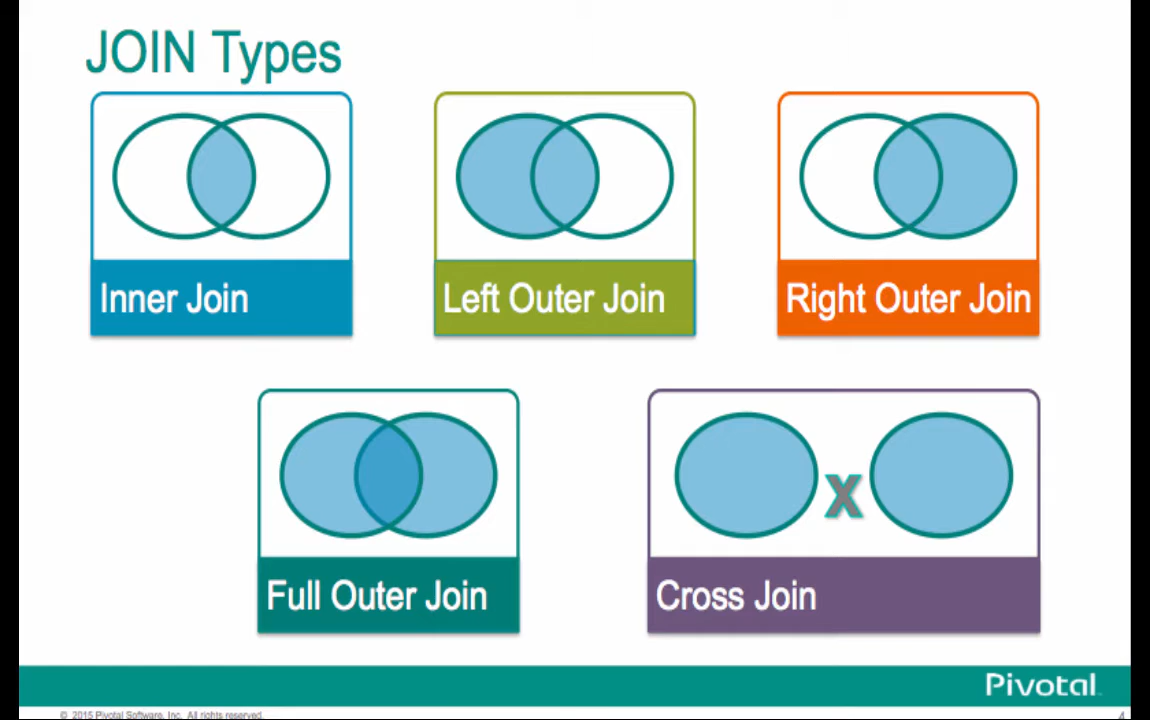 JOIN Types
Inner Join
Left Outer Join
Right Outer Join
X
Full Outer Join
Cross Join
Pivotal
© 2015 Pivotal Software, Inc. All rights reserved.
4